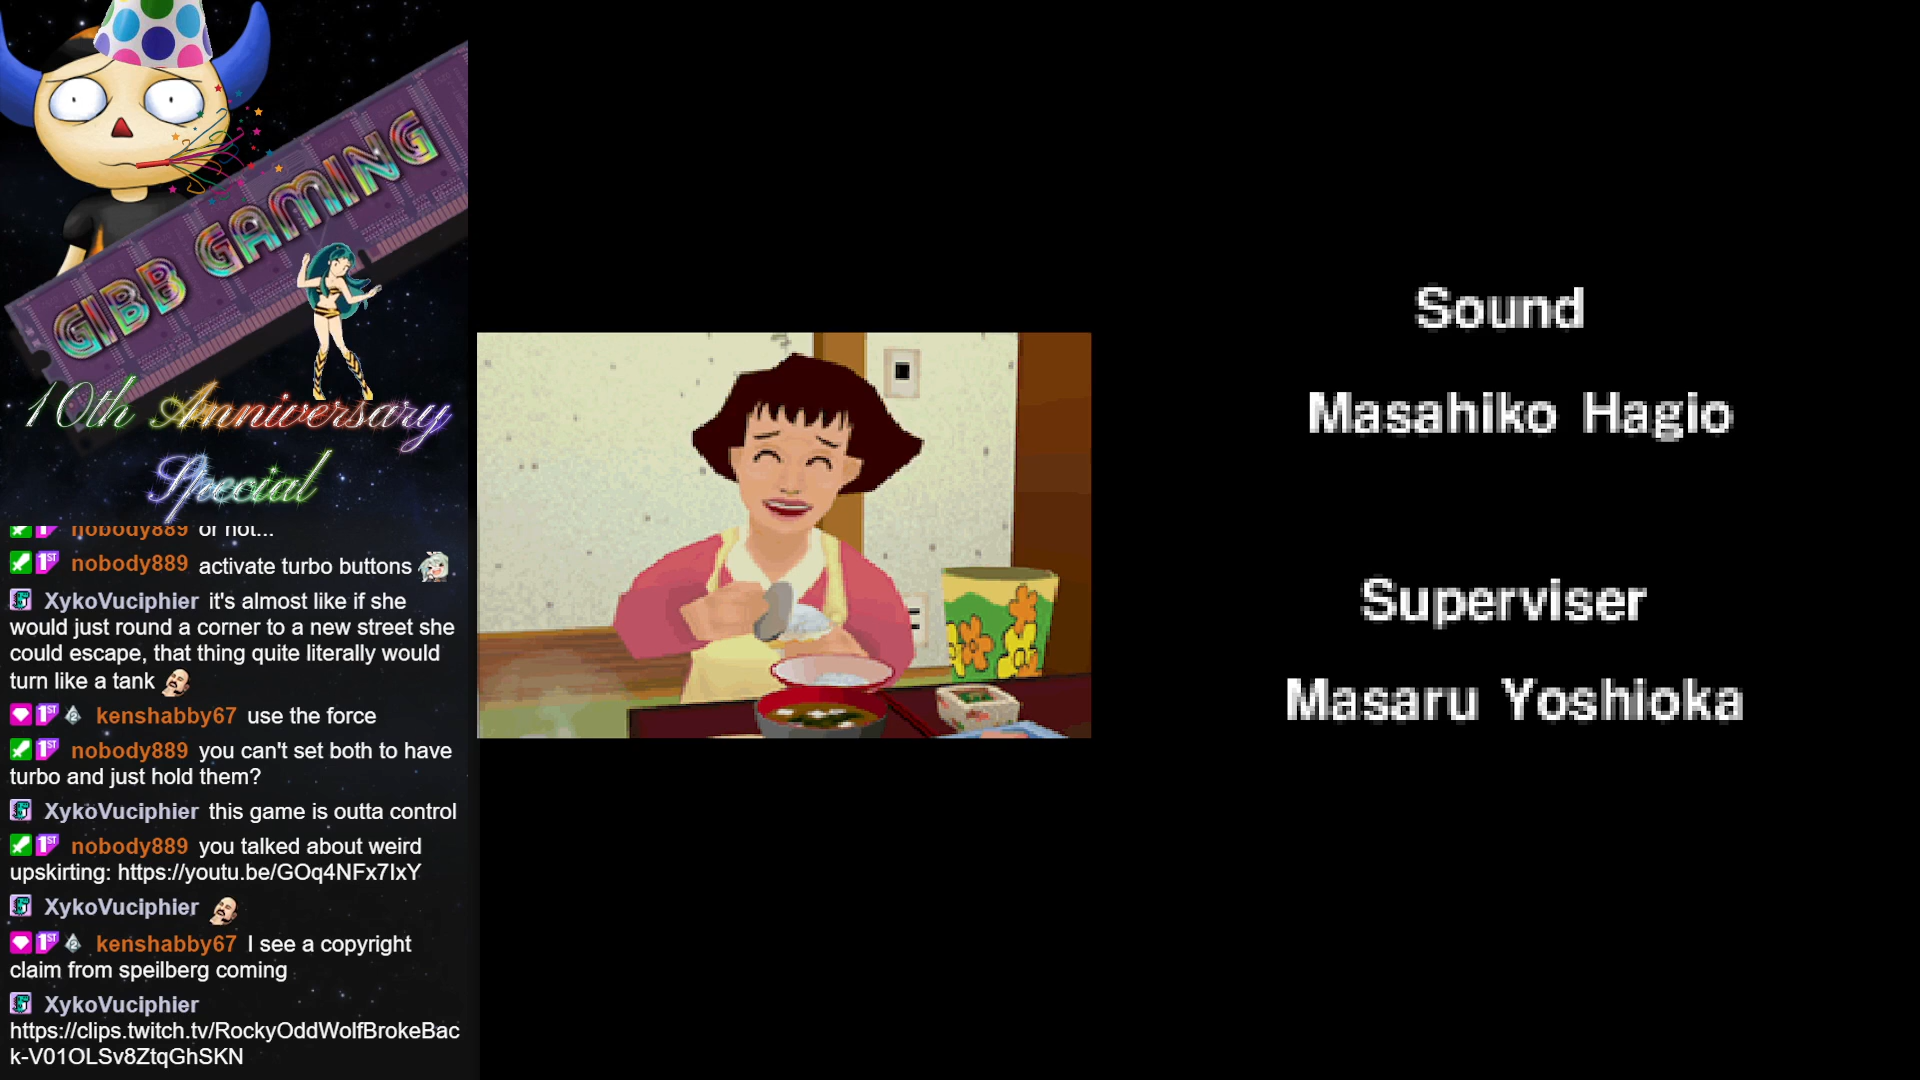 GIBB GAMING
10th Anniversary
Special
nobody889 or not...
nobody889 activate turbo buttons
XykoVuciphier it's almost like if she
would just round a corner to a new street she
could escape, that thing quite literally would
turn like a tank
kenshabby67 use the force
nobody889 you can't set both to have
turbo and just hold them?
XykoVuciphier this game is outta control
nobody889 you talked about weird
upskirting: https://youtu.be/GOq4NFx7IxY
XykoVuciphier
kenshabby67 I see a copyright
claim from speilberg coming
XykoVuciphier
https://clips.twitch.tv/RockyOddWolfBrokeBac
k-V01OLSv8ZtqGhSKN
Sound
Masahiko Hagio
Superviser
Masaru Yoshioka